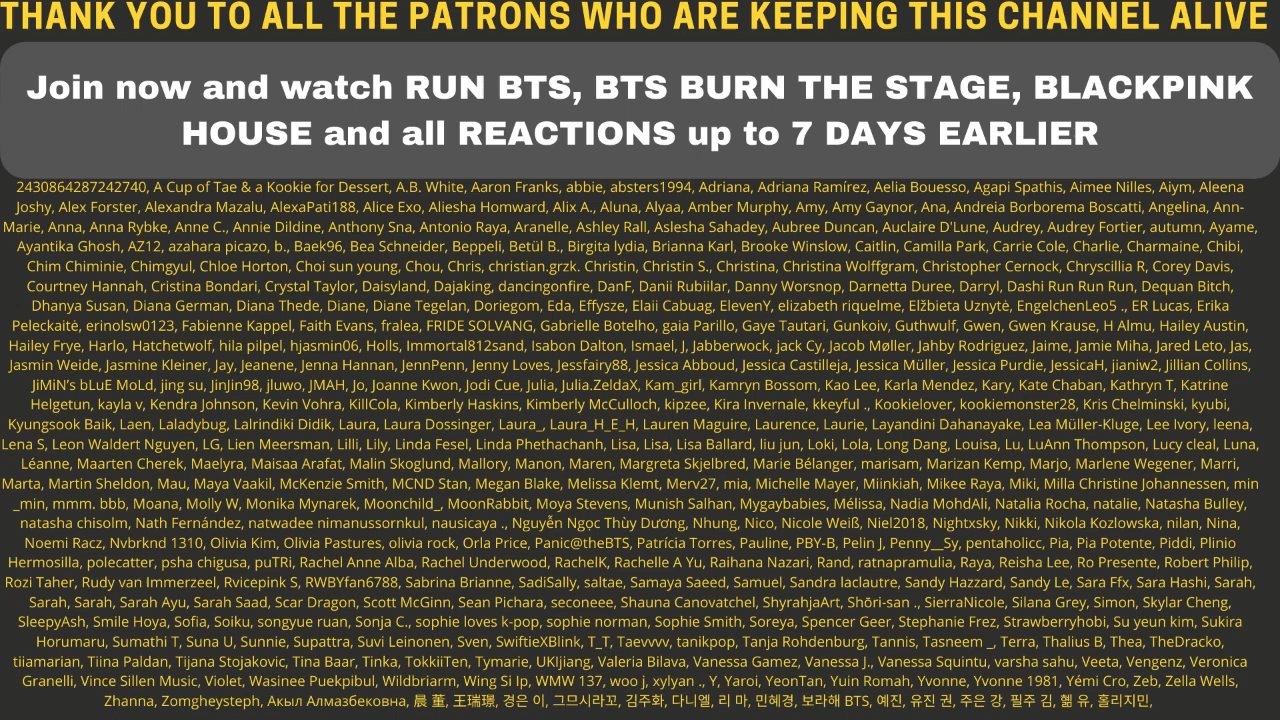 THANK YOU TO ALL THE PATRONS WHO ARE KEEPING THIS CHANNEL ALIVE
Join now and watch RUN BTS, BTS BURN THE STAGE, BLACKPINK
HOUSE and all REACTIONS up to 7 DAYS EARLIER
2430864287242740, A Cup of Tae & a Kookie for Dessert, A.B. White, Aaron Franks, abbie, absters1994, Adriana, Adriana Ramírez, Aelia Bouesso, Agapi Spathis, Aimee Nilles, Aiym, Aleena
Joshy, Alex Forster, Alexandra Mazalu, AlexaPati188, Alice Exo, Aliesha Homward, Alix A., Aluna, Alyaa, Amber Murphy, Amy, Amy Gaynor, Ana, Andreia Borborema Boscatti, Angelina, Ann-
Marie, Anna, Anna Rybke, Anne C., Annie Dildine, Anthony Sna, Antonio Raya, Aranelle, Ashley Rall, Aslesha Sahadey, Aubree Duncan, Auclaire D'Lune, Audrey, Audrey Fortier, autumn, Ayame,
Ayantika Ghosh, AZ12, azahara picazo, b., Baek96, Bea Schneider, Beppeli, Betül B., Birgita lydia, Brianna Karl, Brooke Winslow, Caitlin, Camilla Park, Carrie Cole, Charlie, Charmaine, Chibi,
Chim Chiminie, Chimgyul, Chloe Horton, Choi sun young, Chou, Chris, christian.grzk. Christin, Christin S., Christina, Christina Wolffgram, Christopher Cernock, Chryscillia R, Corey Davis,
Courtney Hannah, Cristina Bondari, Crystal Taylor, Daisyland, Dajaking, dancingonfire, DanF, Danii Rubiilar, Danny Worsnop, Darnetta Duree, Darryl, Dashi Run Run Run, Dequan Bitch,
Dhanya Susan, Diana German, Diana Thede, Diane, Diane Tegelan, Doriegom, Eda, Effysze, Elaii Cabuag, ElevenY, elizabeth riquelme, Elžbieta Uznytė, EngelchenLeo5 ., ER Lucas, Erika
Peleckaitė, erinolsw0123, Fabienne Kappel, Faith Evans, fralea, FRIDE SOLVANG, Gabrielle Botelho, gaia Parillo, Gaye Tautari, Gunkoiv, Guthwulf, Gwen, Gwen Krause, H Almu, Hailey Austin,
Hailey Frye, Harlo, Hatchetwolf, hila pilpel, hjasmin06, Holls, Immortal812sand, Isabon Dalton, Ismael, J, Jabberwock, jack Cy, Jacob Møller, Jahby Rodriguez, Jaime, Jamie Miha, Jared Leto, Jas,
Jasmin Weide, Jasmine Kleiner, Jay, Jeanene, Jenna Hannan, JennPenn, Jenny Loves, Jessfairy88, Jessica Abboud, Jessica Castilleja, Jessica Müller, Jessica Purdie, JessicaH, jianiw2, Jillian Collins,
JiMiN's bLuE MoLd, jing su, JinJin98, jluwo, JMAH, Jo, Joanne Kwon, Jodi Cue, Julia, Julia.ZeldaX, Kam_girl, Kamryn Bossom, Kao Lee, Karla Mendez, Kary, Kate Chaban, Kathryn T, Katrine
Helgetun, kayla v, Kendra Johnson, Kevin Vohra, KillCola, Kimberly Haskins, Kimberly McCulloch, kipzee, Kira Invernale, kkeyful ., Kookielover, kookiemonster28, Kris Chelminski, kyubi,
Kyungsook Baik, Laen, Laladybug, Lalrindiki Didik, Laura, Laura Dossinger, Laura_, Laura_H_E_H, Lauren Maguire, Laurence, Laurie, Layandini Dahanayake, Lea Müller-Kluge, Lee Ivory, leena,
Lena S, Leon Waldert Nguyen, LG, Lien Meersman, Lilli, Lily, Linda Fesel, Linda Phethachanh, Lisa, Lisa, Lisa Ballard, liu jun, Loki, Lola, Long Dang, Louisa, Lu, LuAnn Thompson, Lucy cleal, Luna,
Léanne, Maarten Cherek, Maelyra, Maisaa Arafat, Malin Skoglund, Mallory, Manon, Maren, Margreta Skjelbred, Marie Bélanger, marisam, Marizan Kemp, Marjo, Marlene Wegener, Marri,
Marta, Martin Sheldon, Mau, Maya Vaakil, McKenzie Smith, MCND Stan, Megan Blake, Melissa Klemt, Merv27, mia, Michelle Mayer, Miinkiah, Mikee Raya, Miki, Milla Christine Johannessen, min
_min, mmm. bbb, Moana, Molly W, Monika Mynarek, Moonchild_, MoonRabbit, Moya Stevens, Munish Salhan, Mygaybabies, Mélissa, Nadia MohdAli, Natalia Rocha, natalie, Natasha Bulley,
natasha chisolm, Nath Fernández, natwadee nimanussornkul, nausicaya ., Nguyễn Ngọc Thùy Dương, Nhung, Nico, Nicole Weiß, Niel2018, Nightxsky, Nikki, Nikola Kozlowska, nilan, Nina,
Noemi Racz, Nvbrknd 1310, Olivia Kim, Olivia Pastures, olivia rock, Orla Price, Panic@theBTS, Patrícia Torres, Pauline, PBY-B, Pelin J, Penny__Sy, pentaholicc, Pia, Pia Potente, Piddi, Plinio
Hermosilla, polecatter, psha chigusa, puTRi, Rachel Anne Alba, Rachel Underwood, RachelK, Rachelle A Yu, Raihana Nazari, Rand, ratnapramulia, Raya, Reisha Lee, Ro Presente, Robert Philip,
Rozi Taher, Rudy van Immerzeel, Rvicepink S, RWBYfan6788, Sabrina Brianne, SadiSally, saltae, Samaya Saeed, Samuel, Sandra laclautre, Sandy Hazzard, Sandy Le, Sara Ffx, Sara Hashi, Sarah,
Sarah, Sarah, Sarah Ayu, Sarah Saad, Scar Dragon, Scott McGinn, Sean Pichara, seconeee, Shauna Canovatchel, ShyrahjaArt, Shōri-san ., SierraNicole, Silana Grey, Simon, Skylar Cheng,
SleepyAsh, Smile Hoya, Sofia, Soiku, songyue ruan, Sonja C., sophie loves k-pop, sophie norman, Sophie Smith, Soreya, Spencer Geer, Stephanie Frez, Strawberryhobi, Su yeun kim, Sukira
Horumaru, Sumathi T, Suna U, Sunnie, Supattra, Suvi Leinonen, Sven, SwiftieXBlink, T_T, Taevvvv, tanikpop, Tanja Rohdenburg, Tannis, Tasneem _, Terra, Thalius B, Thea, TheDracko,
tiiamarian, Tiina Paldan, Tijana Stojakovic, Tina Baar, Tinka, TokkiiTen, Tymarie, UKIjiang, Valeria Bilava, Vanessa Gamez, Vanessa J., Vanessa Squintu, varsha sahu, Veeta, Vengenz, Veronica
Granelli, Vince Sillen Music, Violet, Wasinee Puekpibul, Wildbriarm, Wing Si Ip, WMW 137, woo j, xylyan ., Y, Yaroi, YeonTan, Yuin Romah, Yvonne, Yvonne 1981, Yémi Cro, Zeb, Zella Wells,
Zhanna, Zomgheysteph, Акыл Алмазбековна, 晨 董, 王瑞璟, 경은 이, 그므시라꼬, 김주화, 다니엘, 리 마, 민혜경, 보라해 BTS, 예진, 유진 권, 주은 강, 필주 김, 혪 유, 홀리지민,